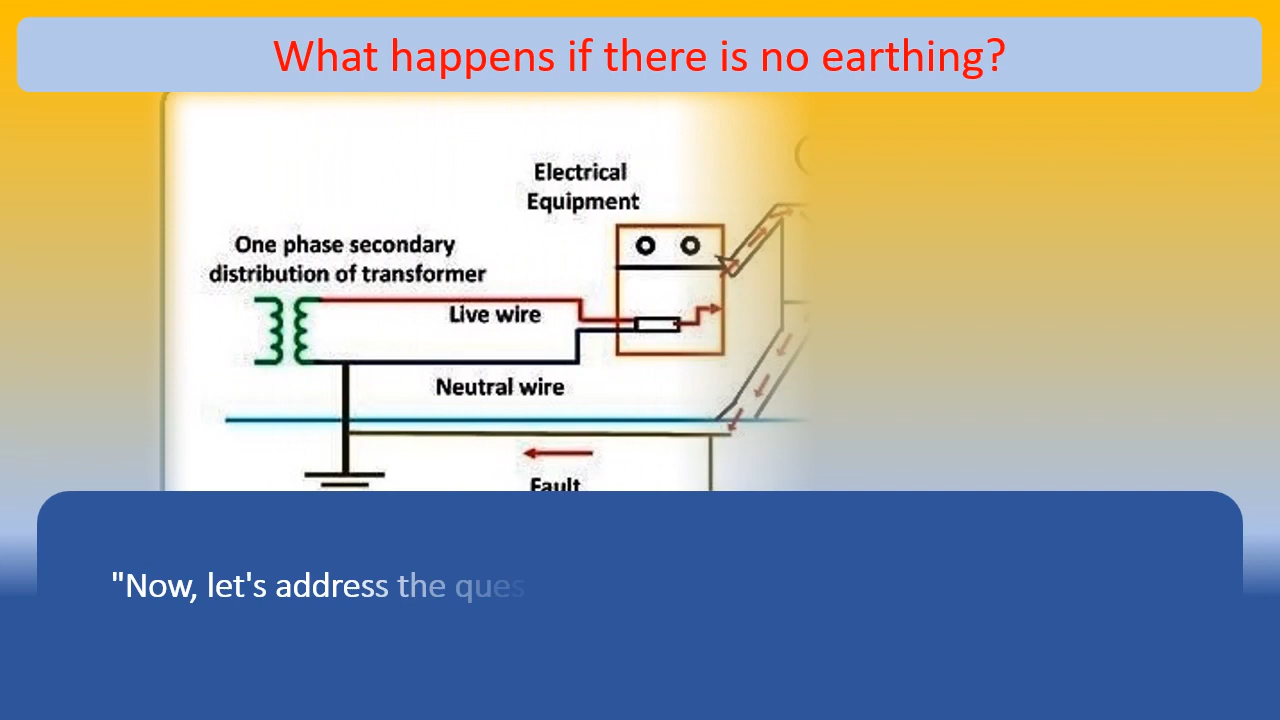 What happens if there is no earthing?
Electrical
Equipment
One phase secondary
distribution of transformer
Live wire
Neutral wire
Fault
"Now, let's address the ques